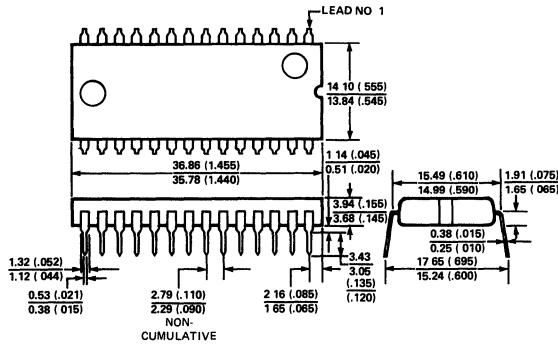 LEAD NO 1
14 10 ( 555)
13.84 (.545)
36.86 (1.455)
35.78 (1.440)
1 14 (.045)
0.51 (.020)
15.49 (.610)
14.99 (.590)
1.91 (.075)
1.65 ( 065)
3.94 (.155)
3.68 (.145)
0.38 (.015)
0.25 ( 010)
1.32 (.052)
1.12 ( 044)
3.43
3.05
(.135)
(.120)
17 65 ( 695)
15.24 (.600)
0.53 (.021)
0.38 ( 015)
2.79 (.110)
2.29 (.090)
NON-
CUMULATIVE
2 16 (.085)
1 65 (.065)